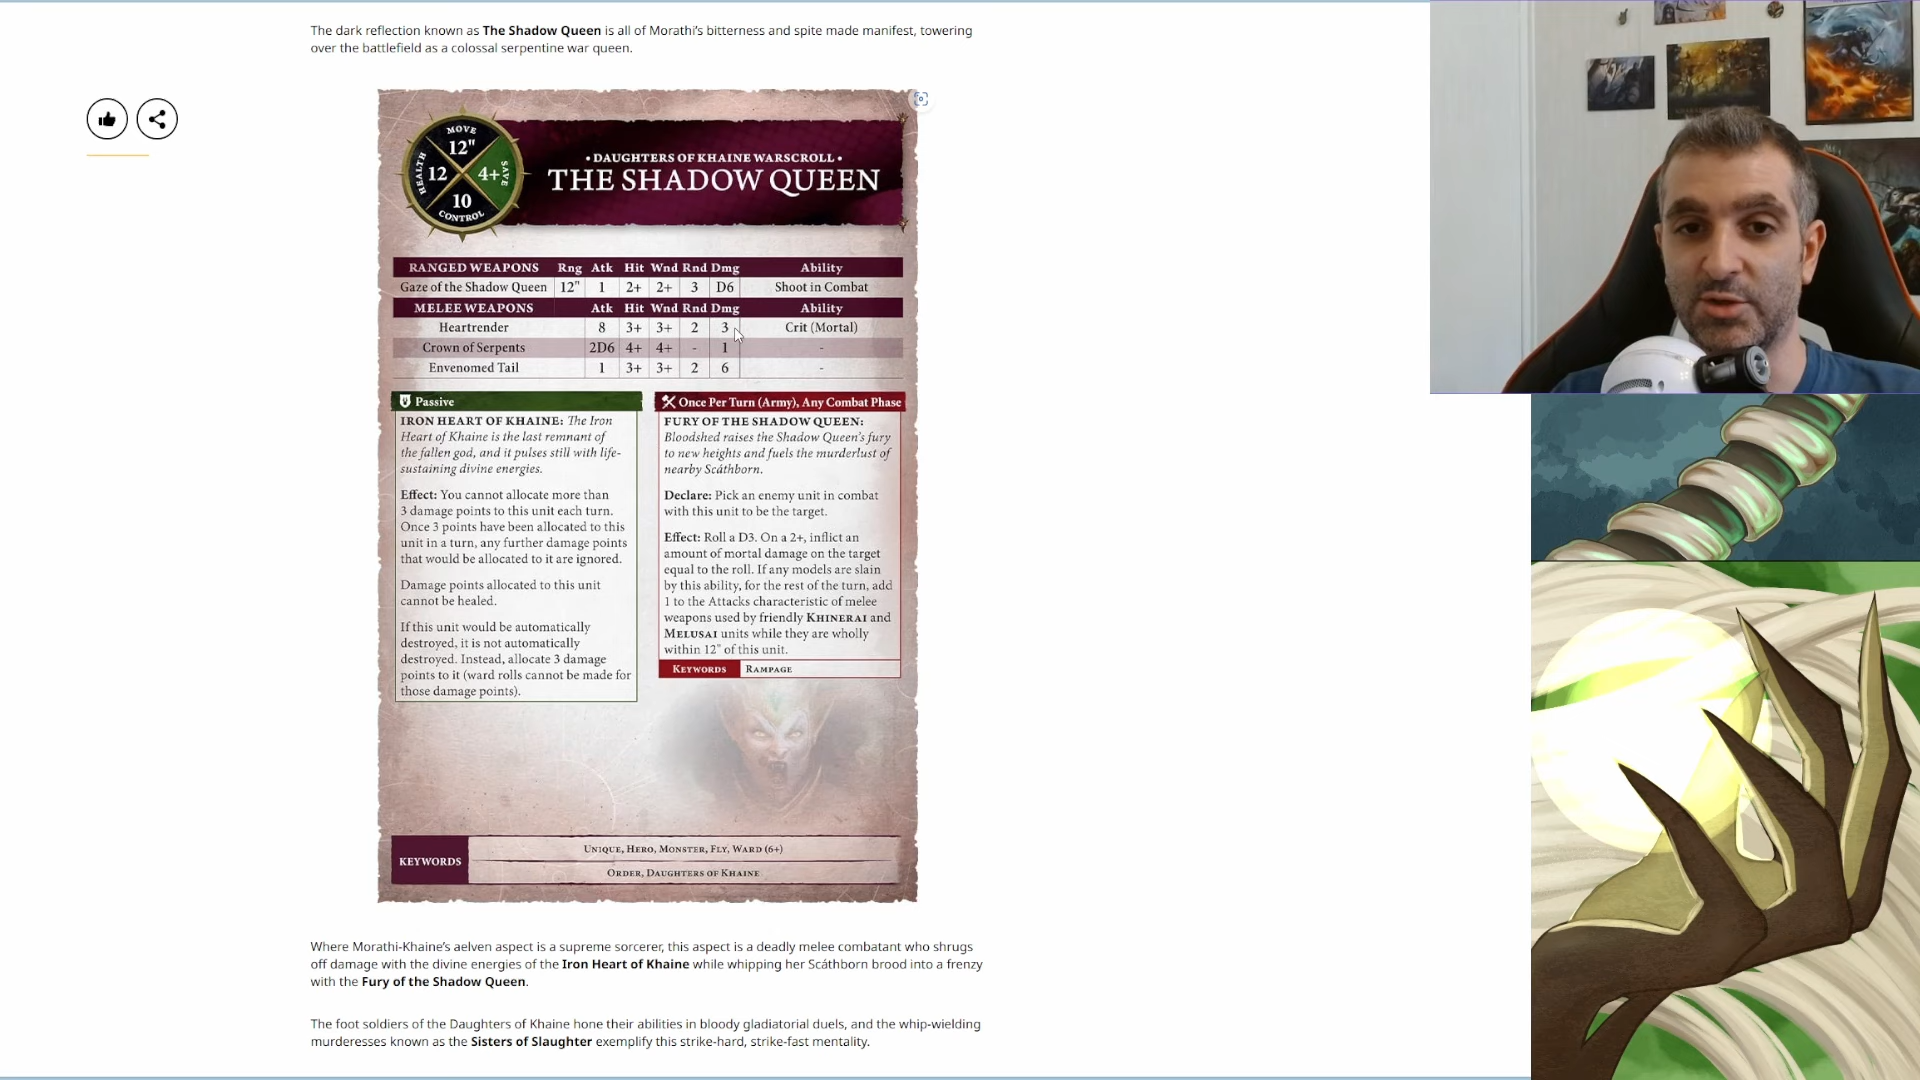 The dark reflection known as The Shadow Queen is all of Morathi’s bitterness and spite made manifest, towering
over the battlefield as a colossal serpentine war queen.
MOVE
12"
HEALTH
12
4+
SAVE
10
CONTROL
• DAUGHTERS OF KHAINE WARSCROLL •
THE SHADOW QUEEN
RANGED WEAPONS Rng Atk Hit Wnd Rnd Dmg Ability
Gaze of the Shadow Queen 12" 1 2+ 2+ 3 D6 Shoot in Combat
MELEE WEAPONS Atk Hit Wnd Rnd Dmg Ability
Heartrender 8 3+ 3+ 2 3 Crit (Mortal)
Crown of Serpents 2D6 4+ 4+ - 1 -
Envenomed Tail 1 3+ 3+ 2 6 -
Passive
IRON HEART OF KHAINE: The Iron
Heart of Khaine is the last remnant of
the fallen god, and it pulses still with life-
sustaining divine energies.
Effect: You cannot allocate more than
3 damage points to this unit each turn.
Once 3 points have been allocated to this
unit in a turn, any further damage points
that would be allocated to it are ignored.
Damage points allocated to this unit
cannot be healed.
If this unit would be automatically
destroyed, it is not automatically
destroyed. Instead, allocate 3 damage
points to it (ward rolls cannot be made for
those damage points).
Once Per Turn (Army), Any Combat Phase
FURY OF THE SHADOW QUEEN:
Bloodshed raises the Shadow Queen’s fury
to new heights and fuels the murderlust of
nearby Scáthborn.
Declare: Pick an enemy unit in combat
with this unit to be the target.
Effect: Roll a D3. On a 2+, inflict an
amount of mortal damage on the target
equal to the roll. If any models are slain
by this ability, for the rest of the turn, add
1 to the Attacks characteristic of melee
weapons used by friendly KHINERAI and
MELUSAI units while they are wholly
within 12" of this unit.
KEYWORDS RAMPAGE
KEYWORDS
UNIQUE, HERO, MONSTER, FLY, WARD (6+)
ORDER, DAUGHTERS OF KHAINE
Where Morathi-Khaine’s aelven aspect is a supreme sorcerer, this aspect is a deadly melee combatant who shrugs
off damage with the divine energies of the Iron Heart of Khaine while whipping her Scáthborn brood into a frenzy
with the Fury of the Shadow Queen.
The foot soldiers of the Daughters of Khaine hone their abilities in bloody gladiatorial duels, and the whip-wielding
murderesses known as the Sisters of Slaughter exemplify this strike-hard, strike-fast mentality.